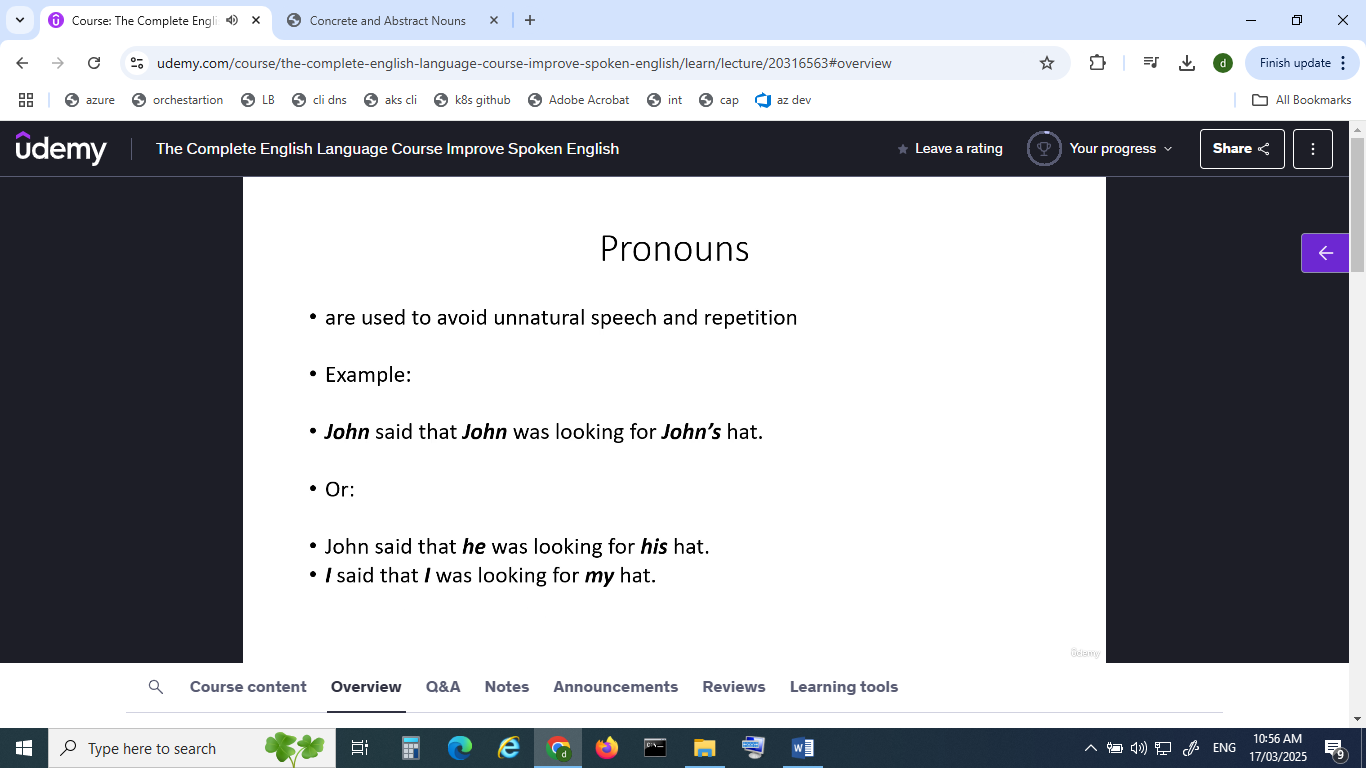 Course: The Complete Engli
Concrete and Abstract Nouns
udemy.com/course/the-complete-english-language-course-improve-spoken-english/learn/lecture/20316563#overview
d
Finish update
azure
orchestartion
LB
cli dns
aks cli
k8s github
Adobe Acrobat
int
cap
az dev
All Bookmarks
udemy
The Complete English Language Course Improve Spoken English
Leave a rating
Your progress
Share
Pronouns
• are used to avoid unnatural speech and repetition
• Example:
• John said that John was looking for John's hat.
• Or:
• John said that he was looking for his hat.
• I said that I was looking for my hat.
udemy
Course content
Overview
Q&A
Notes
Announcements
Reviews
Learning tools
Type here to search
ENG
10:56 AM
17/03/2025
9